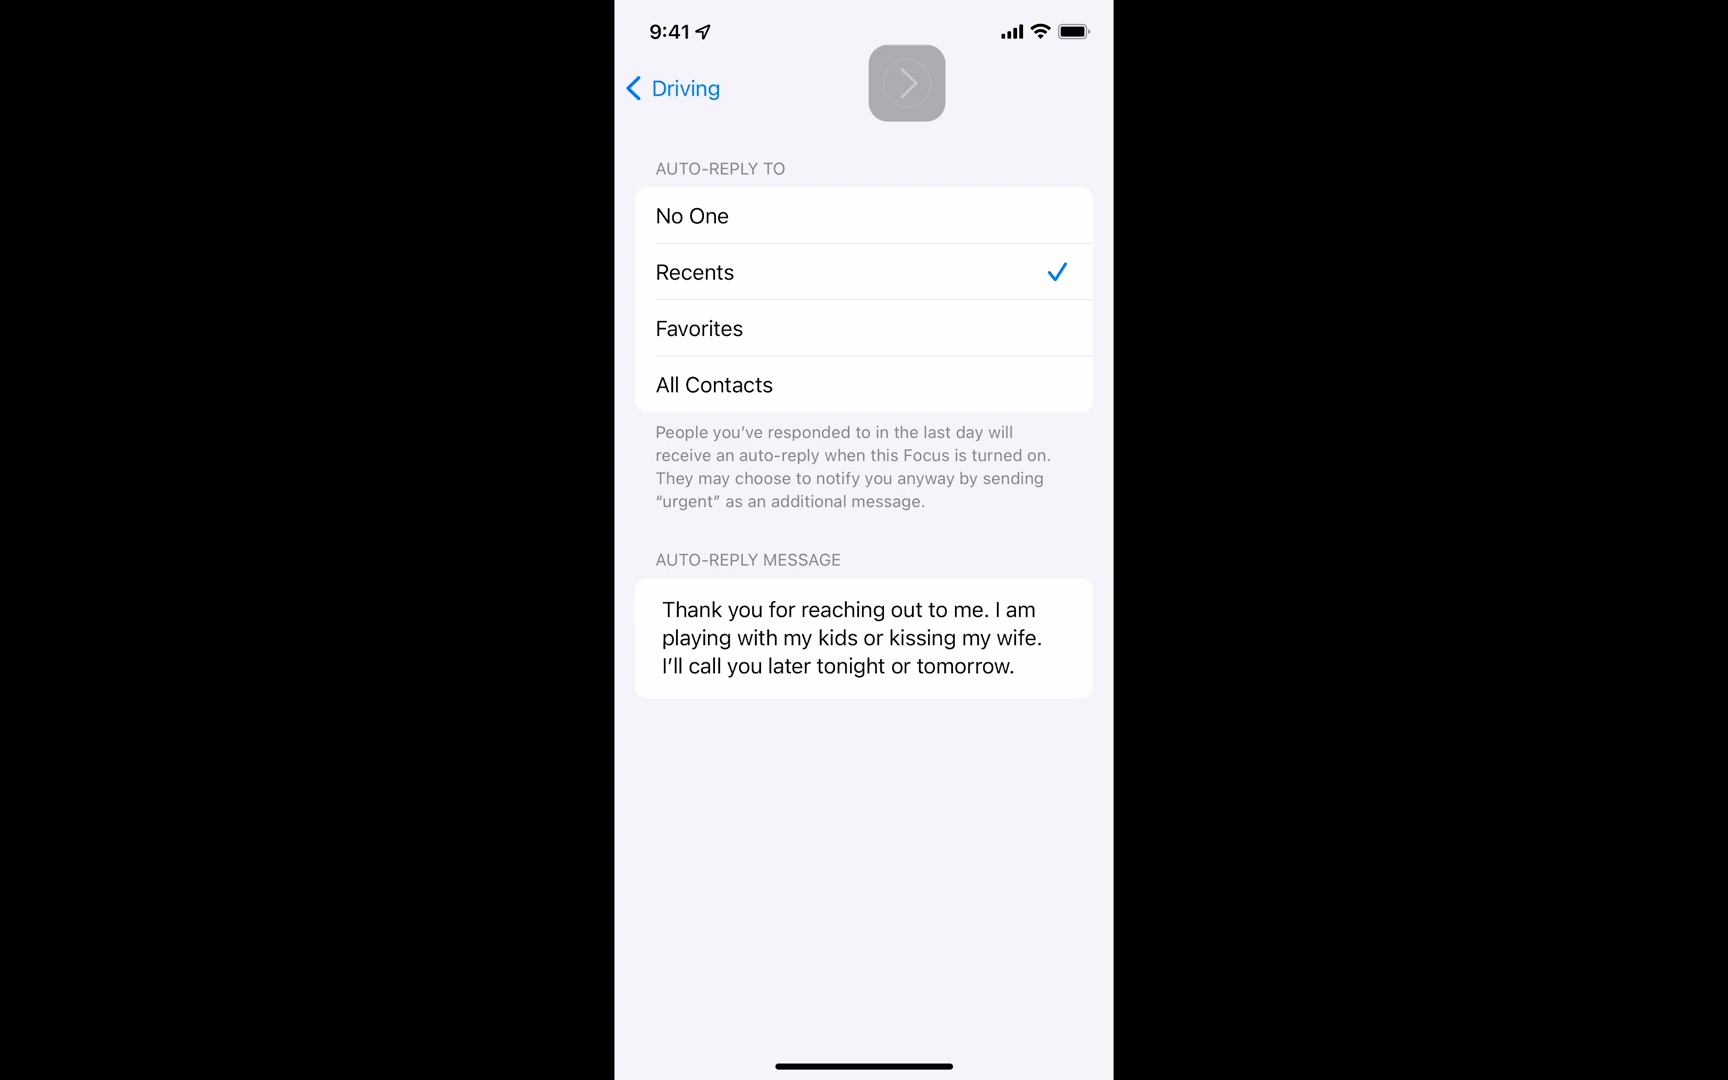 9:41
Driving
AUTO-REPLY TO
No One
Recents
Favorites
All Contacts
People you’ve responded to in the last day will
receive an auto-reply when this Focus is turned on.
They may choose to notify you anyway by sending
“urgent” as an additional message.
AUTO-REPLY MESSAGE
Thank you for reaching out to me. I am
playing with my kids or kissing my wife.
I’ll call you later tonight or tomorrow.